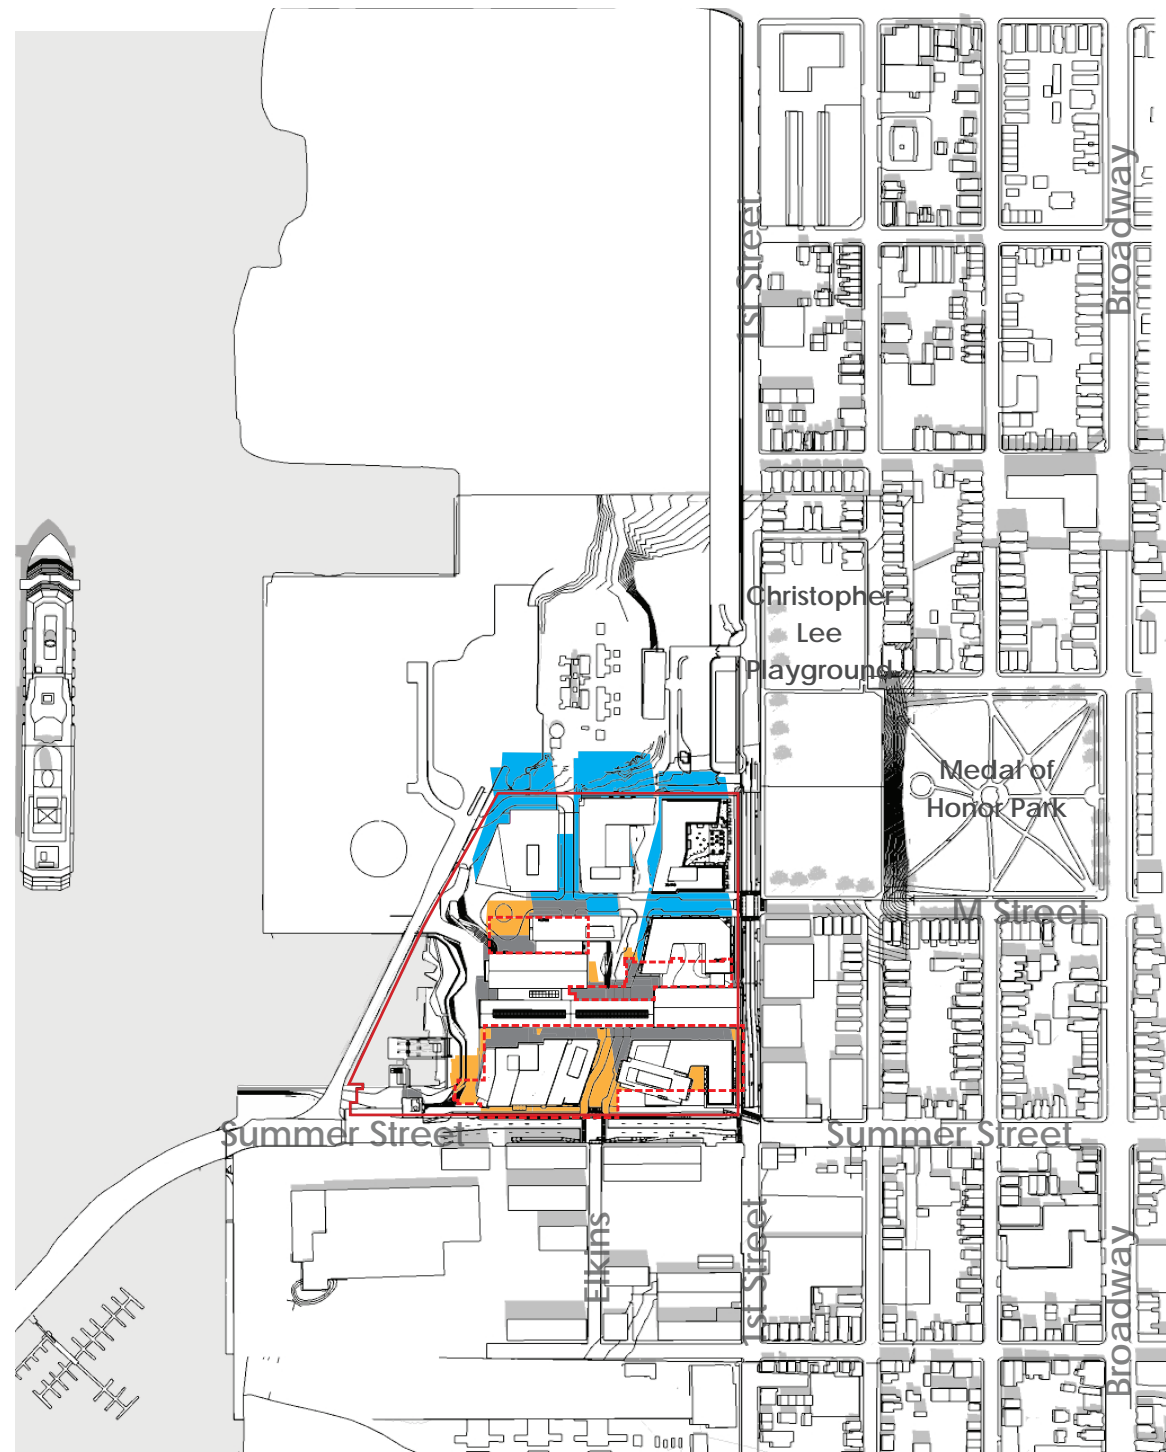 1st Street
Broadway
Christopher
Lee
Playground
Medal of
Honor Park
M Street
Summer Street
Summer Street
Elkins
1st Street
Broadway